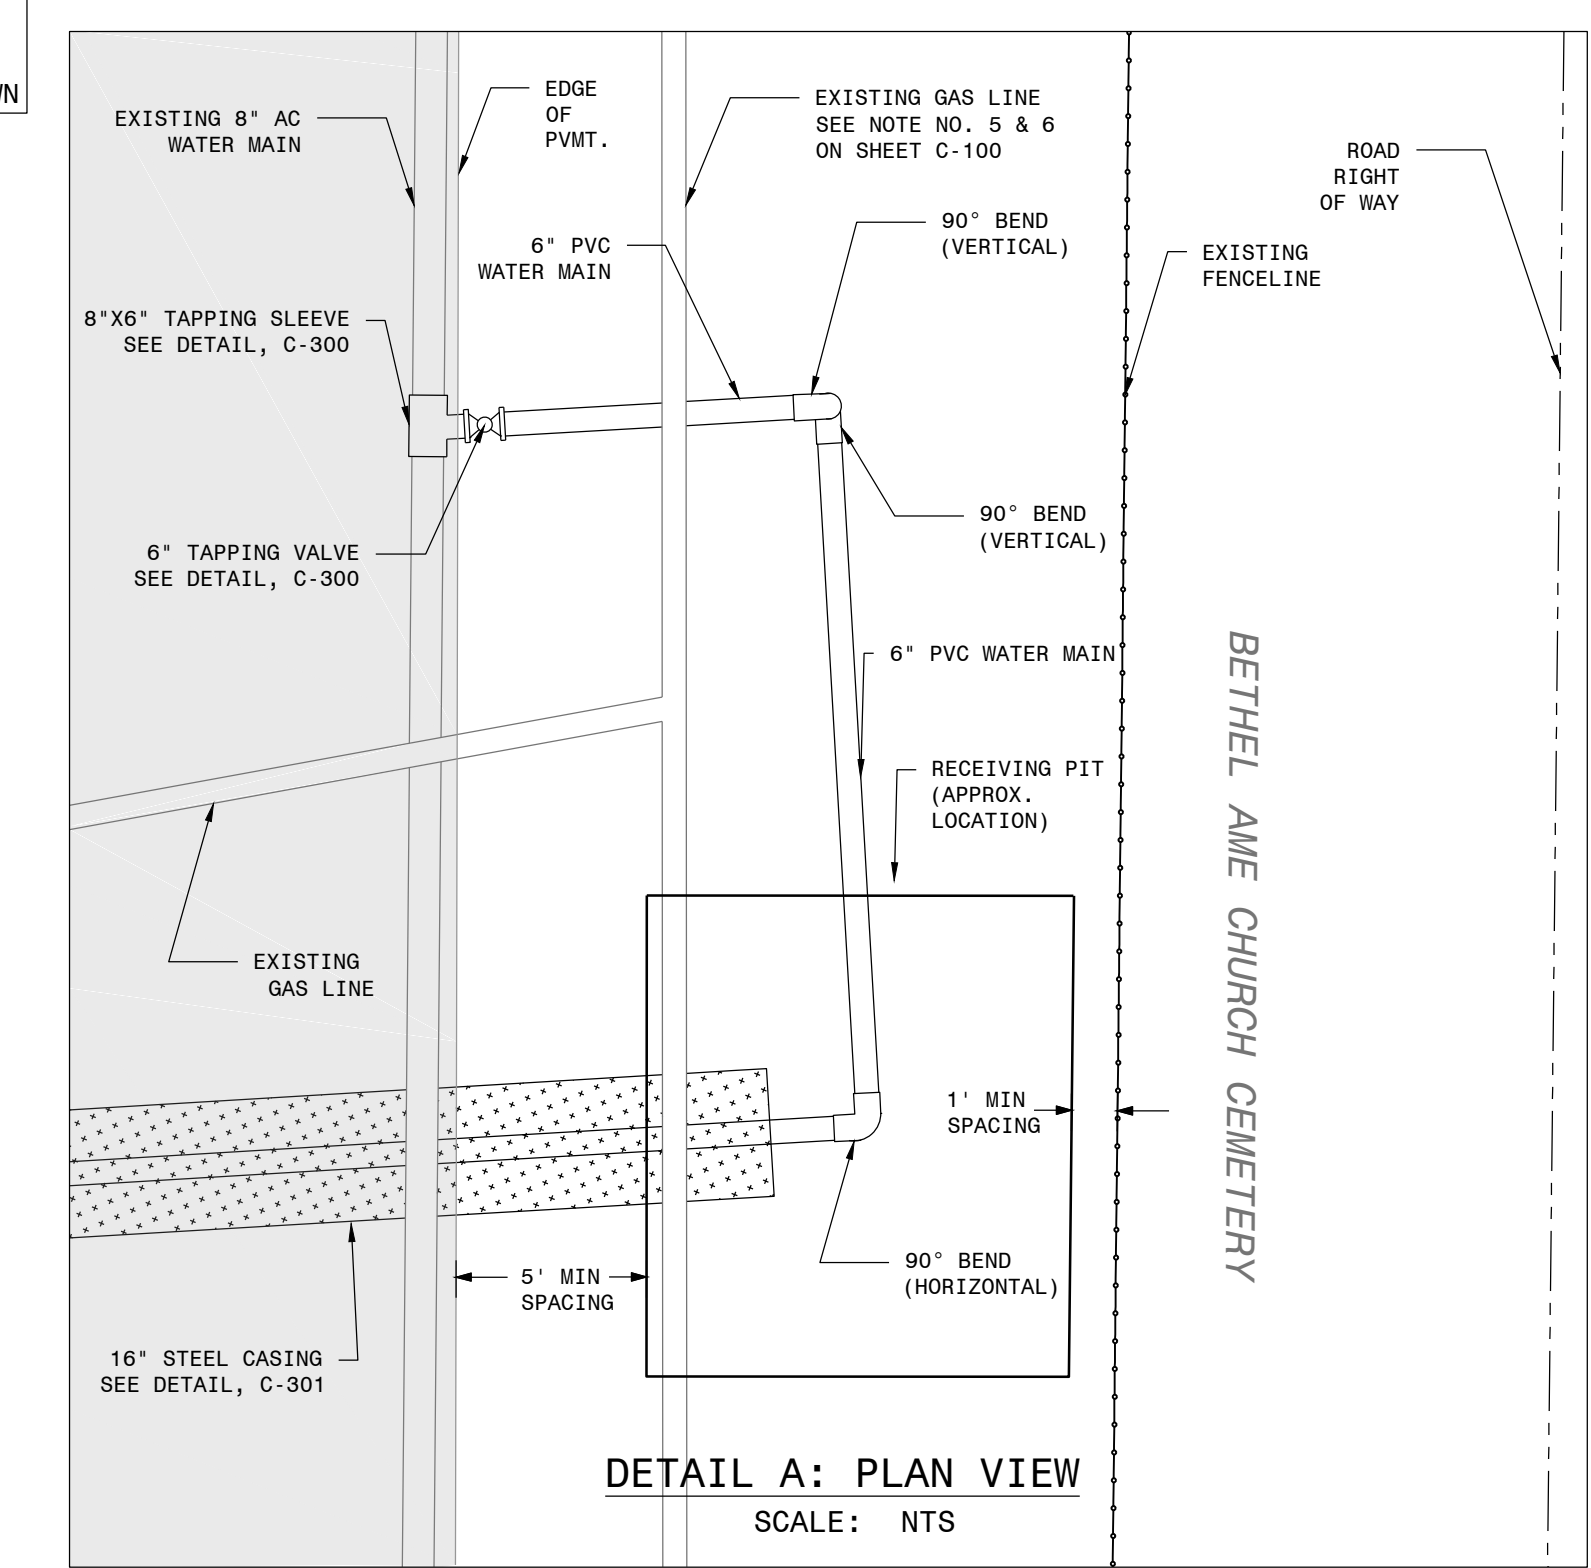 WN
EXISTING 8" AC
WATER MAIN
EDGE
OF
PVMT.
EXISTING GAS LINE
SEE NOTE NO. 5 & 6
ON SHEET C-100
ROAD
RIGHT
OF WAY
6" PVC
WATER MAIN
90° BEND
(VERTICAL)
EXISTING
FENCELINE
8"X6" TAPPING SLEEVE
SEE DETAIL, C-300
6" TAPPING VALVE
SEE DETAIL, C-300
90° BEND
(VERTICAL)
6" PVC WATER MAIN
BETHEL AME CHURCH CEMETERY
RECEIVING PIT
(APPROX.
LOCATION)
EXISTING
GAS LINE
1' MIN
SPACING
90° BEND
(HORIZONTAL)
5' MIN
SPACING
16" STEEL CASING
SEE DETAIL, C-301
DETAIL A: PLAN VIEW
SCALE: NTS